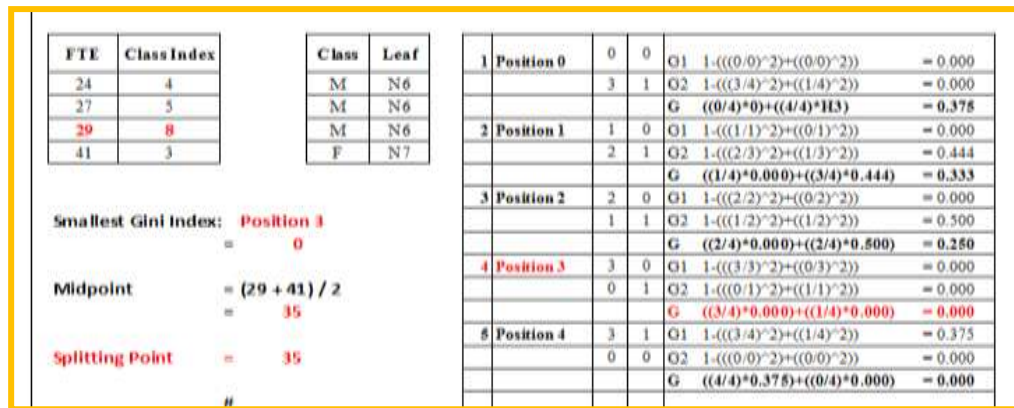 FTE Class Index
24 4
27 5
29 8
41 3
Class Leaf
M N6
M N6
M N6
F N7
Smallest Gini Index: Position 3
= 0
Midpoint = (29 + 41) / 2
= 35
Splitting Point = 35
#
1 Position 0 0 0 G1 1-(((0/0)^2)+((0/0)^2)) = 0.000
3 1 G2 1-(((3/4)^2)+((1/4)^2)) = 0.000
G ((0/4)*0)+((4/4)*H3) = 0.375
2 Position 1 1 0 G1 1-(((1/1)^2)+((0/1)^2)) = 0.000
2 1 G2 1-(((2/3)^2)+((1/3)^2)) = 0.444
G ((1/4)*0.000)+((3/4)*0.444) = 0.333
3 Position 2 2 0 G1 1-(((2/2)^2)+((0/2)^2)) = 0.000
1 1 G2 1-(((1/2)^2)+((1/2)^2)) = 0.500
G ((2/4)*0.000)+((2/4)*0.500) = 0.250
4 Position 3 3 0 G1 1-(((3/3)^2)+((0/3)^2)) = 0.000
0 1 G2 1-(((0/1)^2)+((1/1)^2)) = 0.000
G ((3/4)*0.000)+((1/4)*0.000) = 0.000
5 Position 4 3 1 G1 1-(((3/4)^2)+((1/4)^2)) = 0.375
0 0 G2 1-(((0/0)^2)+((0/0)^2)) = 0.000
G ((4/4)*0.375)+((0/4)*0.000) = 0.000